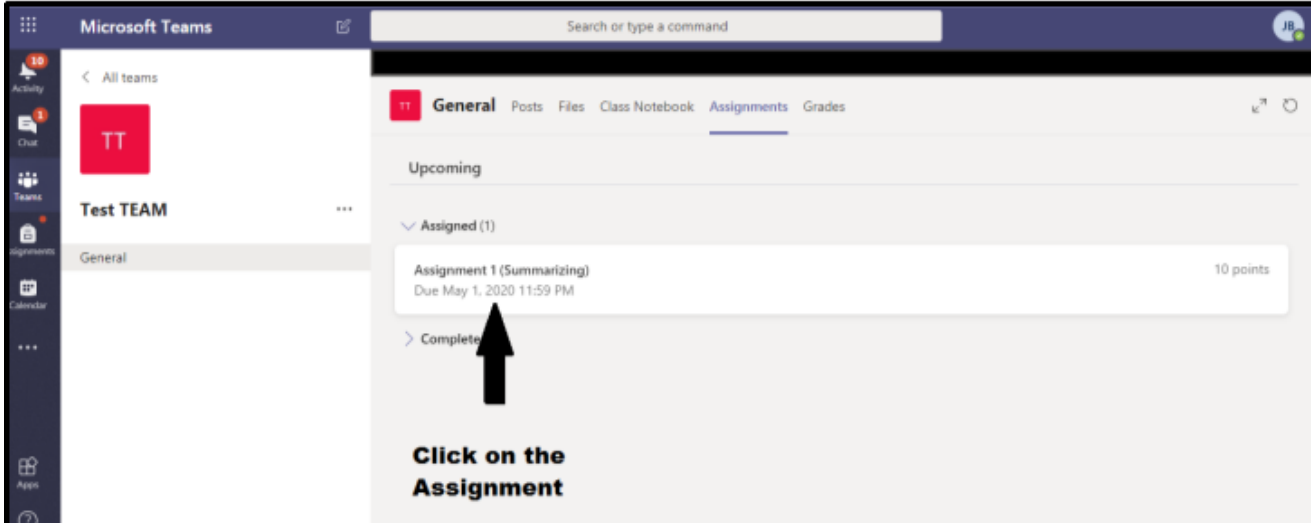 Microsoft Teams
Search or type a command
JB
10
Activity
1
Chat
Teams
signments
Calendar
Apps
All teams
TT
Test TEAM
General
TT General Posts Files Class Notebook Assignments Grades
Upcoming
Assigned (1)
Assignment 1 (Summarizing) 10 points
Due May 1, 2020 11:59 PM
Complete
Click on the
Assignment